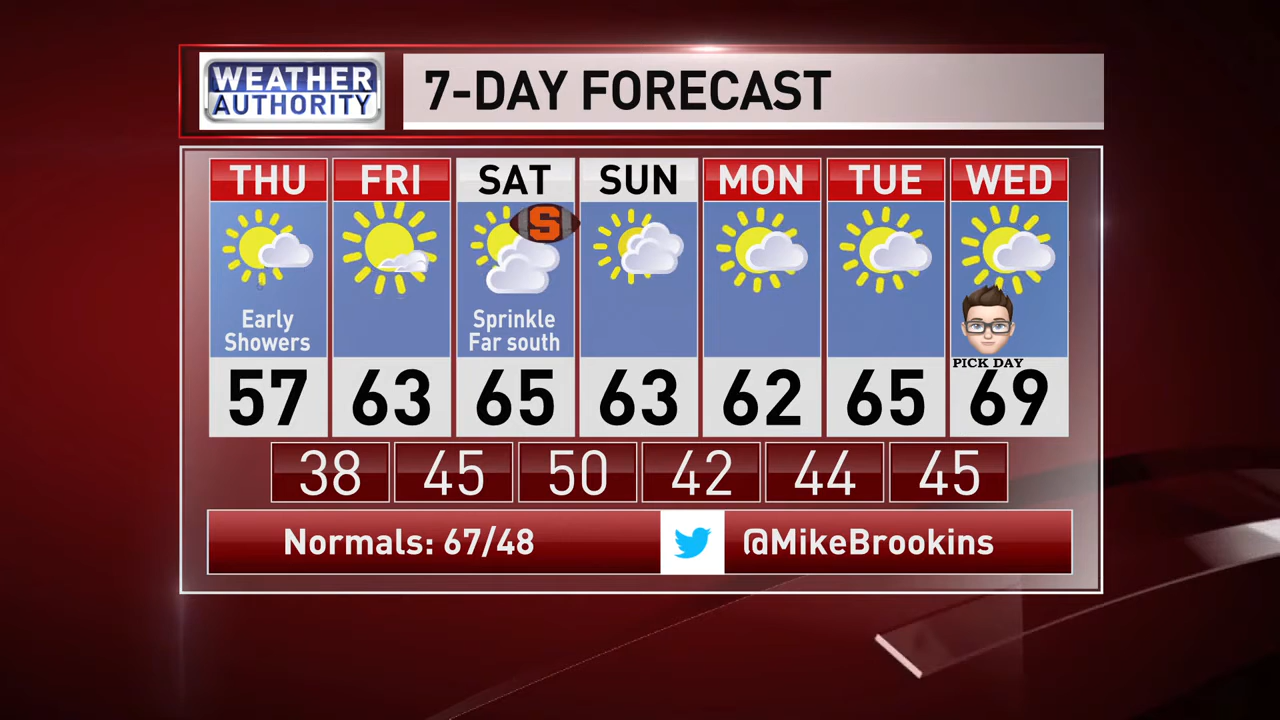 WEATHER
AUTHORITY
7-DAY FORECAST
THU FRI SAT SUN MON TUE WED
S
Early
Showers
Sprinkle
Far south
PICK DAY
57 63 65 63 62 65 69
38 45 50 42 44 45
Normals: 67/48
@MikeBrookins